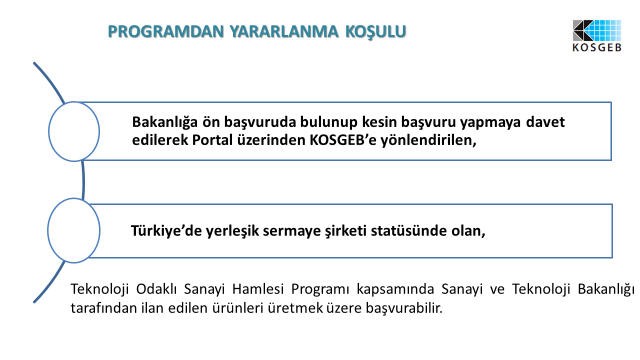 PROGRAMDAN YARARLANMA KOŞULU
KOSGEB
Bakanlığa ön başvuruda bulunup kesin başvuru yapmaya davet
edilerek Portal üzerinden KOSGEB’e yönlendirilen,
Türkiye’de yerleşik sermaye şirketi statüsünde olan,
Teknoloji Odaklı Sanayi Hamlesi Programı kapsamında Sanayi ve Teknoloji Bakanlığı
tarafından ilan edilen ürünleri üretmek üzere başvurabilir.